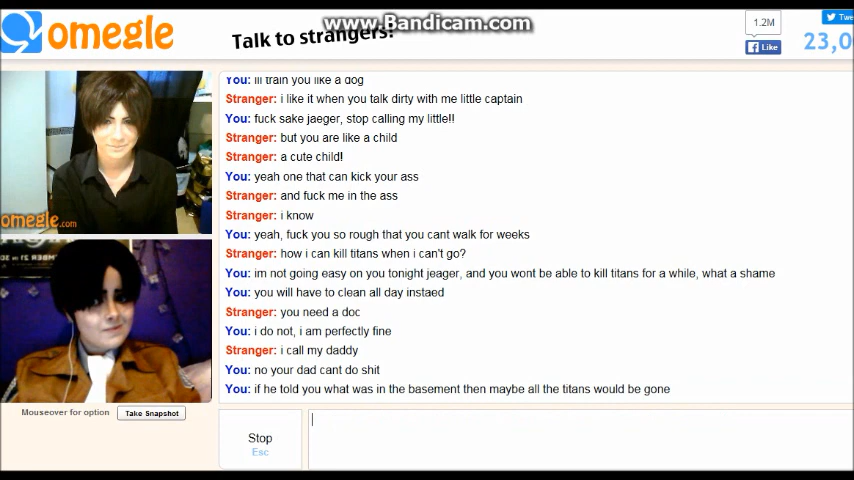 www.Bandicam.com
omegle
Talk to strangers!
1.2M
Twe
Like
23,0
You: ill train you like a dog
Stranger: i like it when you talk dirty with me little captain
You: fuck sake jaeger, stop calling my little!!
Stranger: but you are like a child
Stranger: a cute child!
You: yeah one that can kick your ass
Stranger: and fuck me in the ass
Stranger: i know
You: yeah, fuck you so rough that you cant walk for weeks
Stranger: how i can kill titans when i can't go?
You: im not going easy on you tonight jeager, and you wont be able to kill titans for a while, what a shame
You: you will have to clean all day instaed
Stranger: you need a doc
You: i do not, i am perfectly fine
Stranger: i call my daddy
You: no your dad cant do shit
You: if he told you what was in the basement then maybe all the titans would be gone
omegle.com
Mouseover for option
Take Snapshot
Stop
Esc